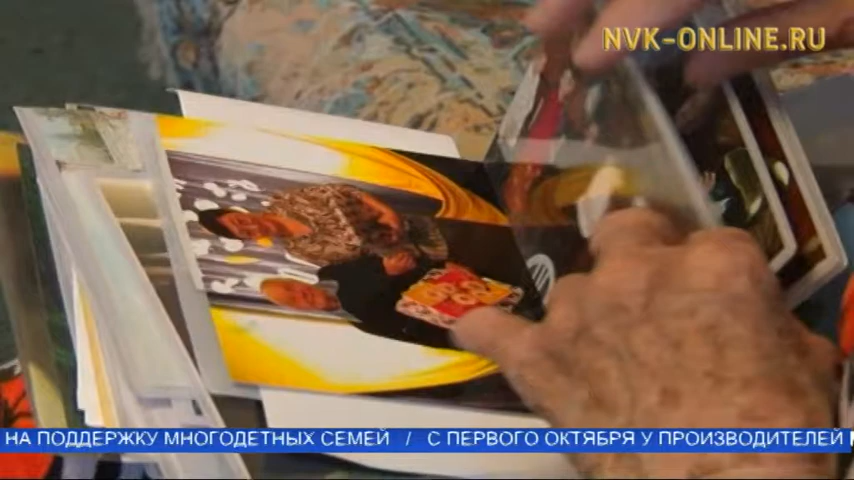 NVK-ONLINE.RU
НА ПОДДЕРЖКУ МНОГОДЕТНЫХ СЕМЕЙ / С ПЕРВОГО ОКТЯБРЯ У ПРОИЗВОДИТЕЛЕЙ